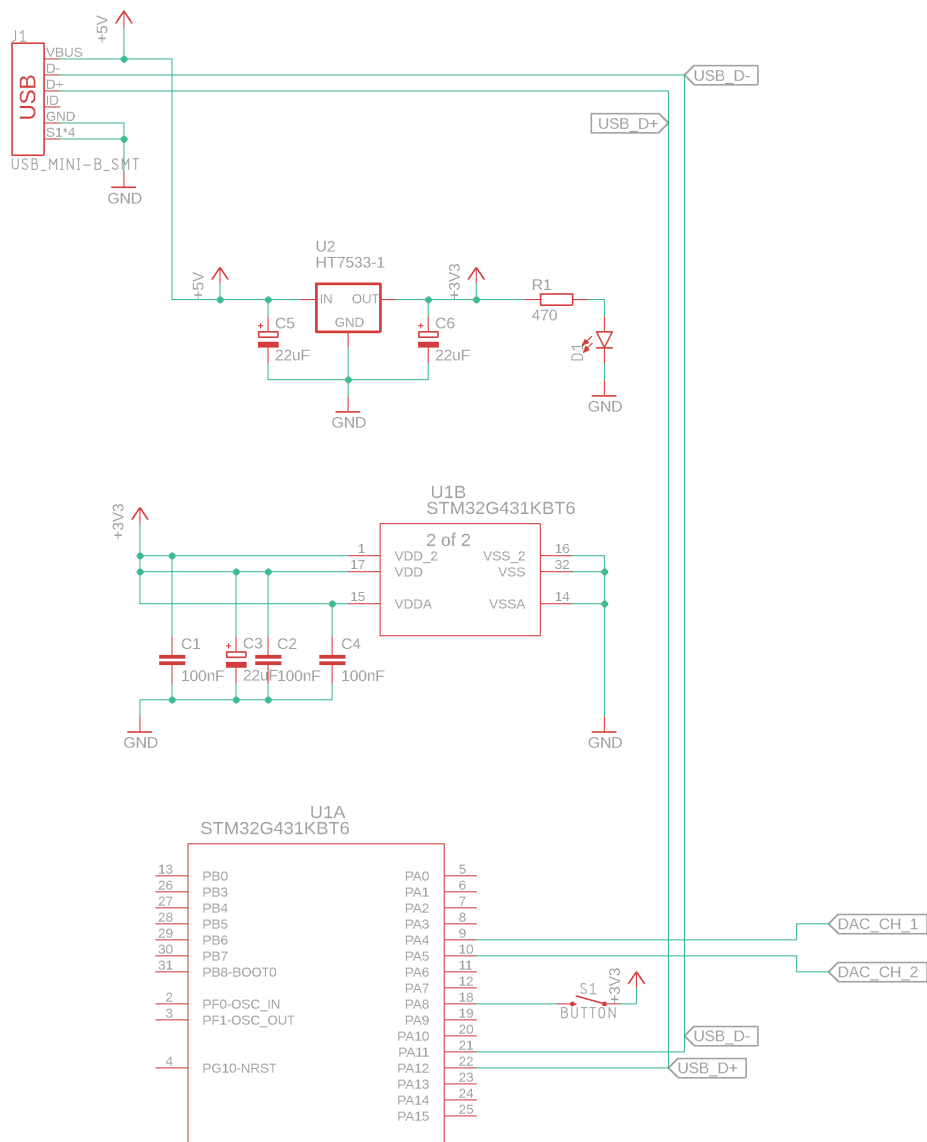 +5V
J1
VBUS
D-
D+
ID
GND
S1*4
USB
USB_MINI-B_SMT
GND
USB_D-
USB_D+
U2
HT7533-1
+5V
IN
OUT
GND
+3V3
R1
470
C5
22uF
C6
22uF
D1
GND
GND
U1B
STM32G431KBT6
2 of 2
+3V3
1
VDD_2
17
VDD
15
VDDA
VSS_2
16
VSS
32
VSSA
14
C1
100nF
C3
22uF
C2
100nF
C4
100nF
GND
GND
U1A
STM32G431KBT6
13
PB0
26
PB3
27
PB4
28
PB5
29
PB6
30
PB7
31
PB8-BOOT0
2
PF0-OSC_IN
3
PF1-OSC_OUT
4
PG10-NRST
PA0
5
PA1
6
PA2
7
PA3
8
PA4
9
PA5
10
PA6
11
PA7
12
PA8
18
PA9
19
PA10
20
PA11
21
PA12
22
PA13
23
PA14
24
PA15
25
S1
BUTTON
+3V3
DAC_CH_1
DAC_CH_2
USB_D-
USB_D+